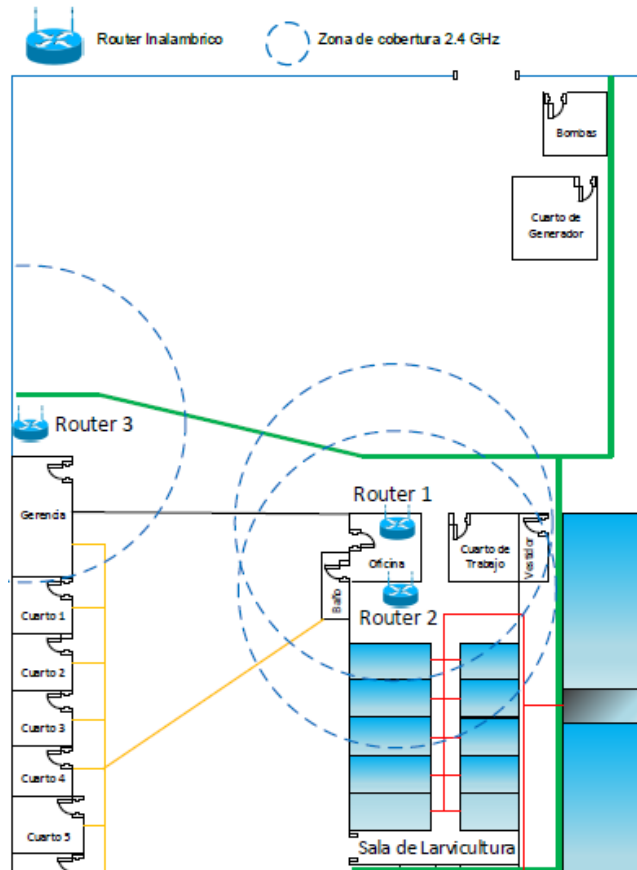 Router Inalambrico
Zona de cobertura 2.4 GHz
Bombas
Cuarto de
Generador
Router 3
Gerencia
Router 1
Oficina
Cuarto de
Trabajo
Vestidor
Baño
Router 2
Cuarto 1
Cuarto 2
Cuarto 3
Cuarto 4
Cuarto 5
Sala de Larvicultura